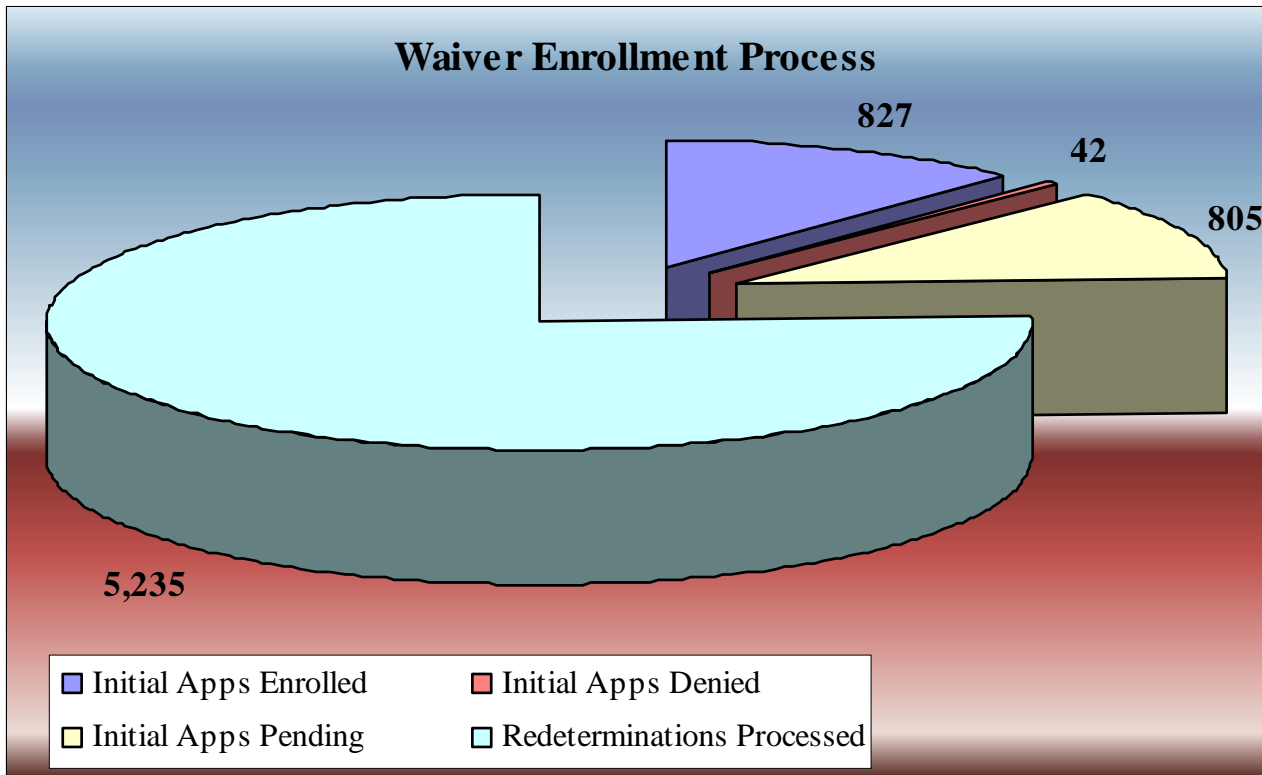 Waiver Enrollment Process
827
42
805
5,235
Initial Apps Enrolled
Initial Apps Denied
Initial Apps Pending
Redeterminations Processed